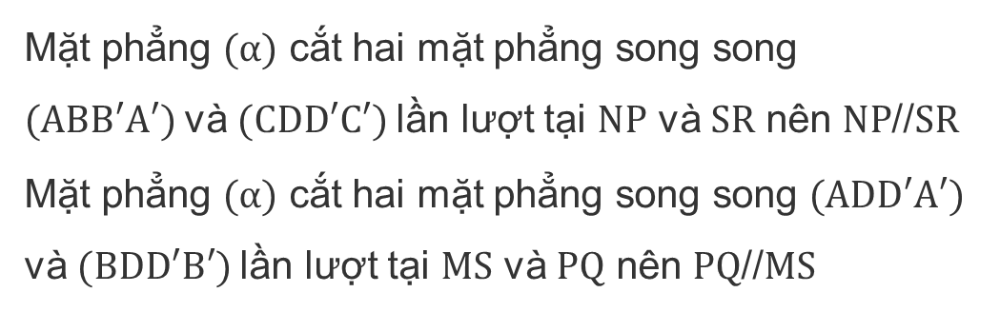 Mặt phẳng (α) cắt hai mặt phẳng song song
(ABB′A′) và (CDD′C′) lần lượt tại NP và SR nên NP//SR
Mặt phẳng (α) cắt hai mặt phẳng song song (ADD′A′)
và (BDD′B′) lần lượt tại MS và PQ nên PQ//MS